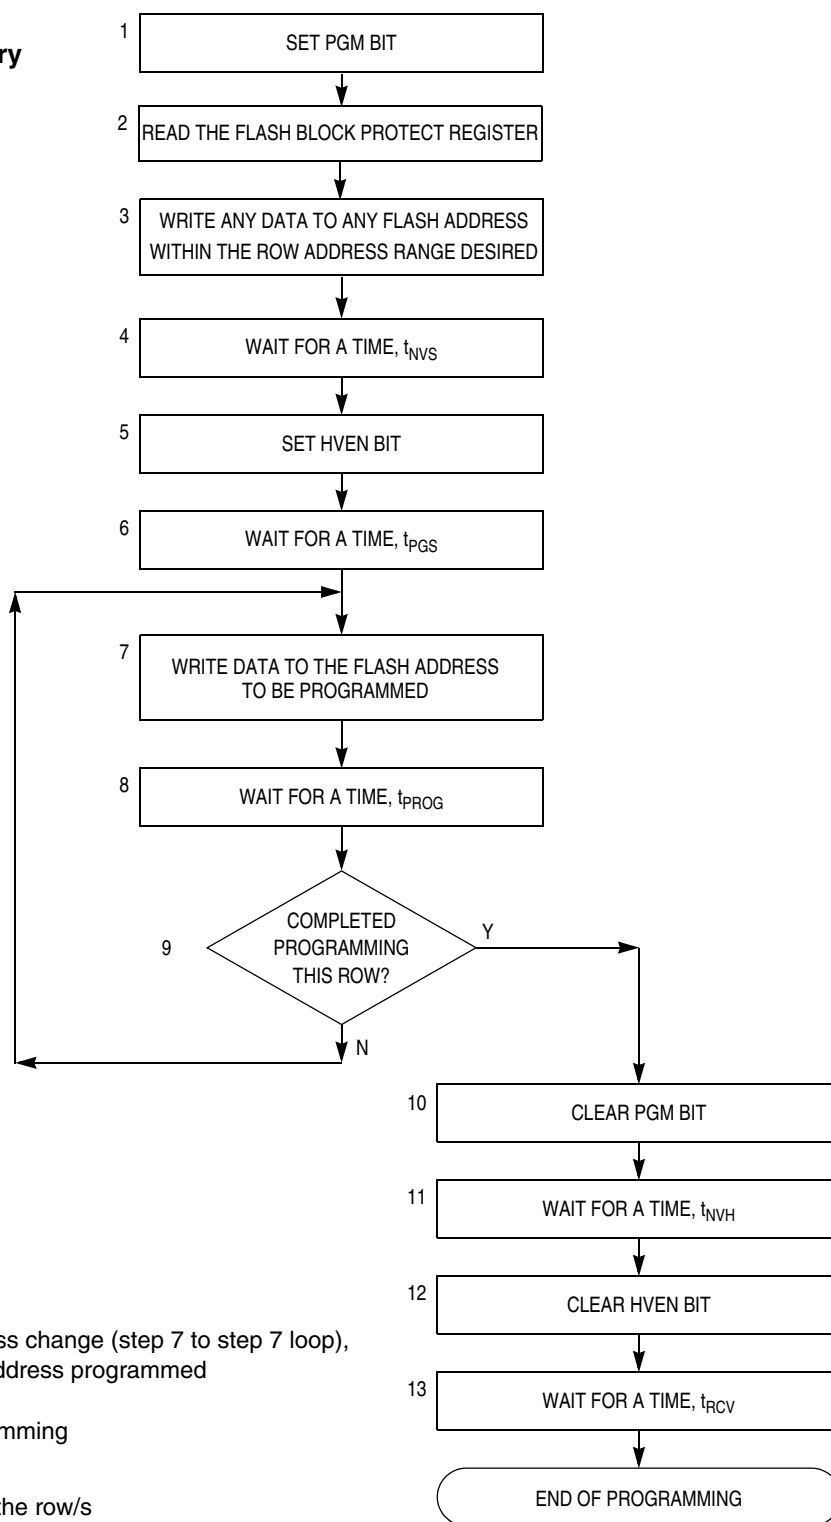 ry
1
SET PGM BIT
2
READ THE FLASH BLOCK PROTECT REGISTER
3
WRITE ANY DATA TO ANY FLASH ADDRESS
WITHIN THE ROW ADDRESS RANGE DESIRED
4
WAIT FOR A TIME, tNVS
5
SET HVEN BIT
6
WAIT FOR A TIME, tPGS
7
WRITE DATA TO THE FLASH ADDRESS
TO BE PROGRAMMED
8
WAIT FOR A TIME, tPROG
9
COMPLETED
PROGRAMMING
THIS ROW?
Y
N
10
CLEAR PGM BIT
11
WAIT FOR A TIME, tNVH
12
CLEAR HVEN BIT
13
WAIT FOR A TIME, tRCV
END OF PROGRAMMING
ss change (step 7 to step 7 loop),
ddress programmed
mming
the row/s